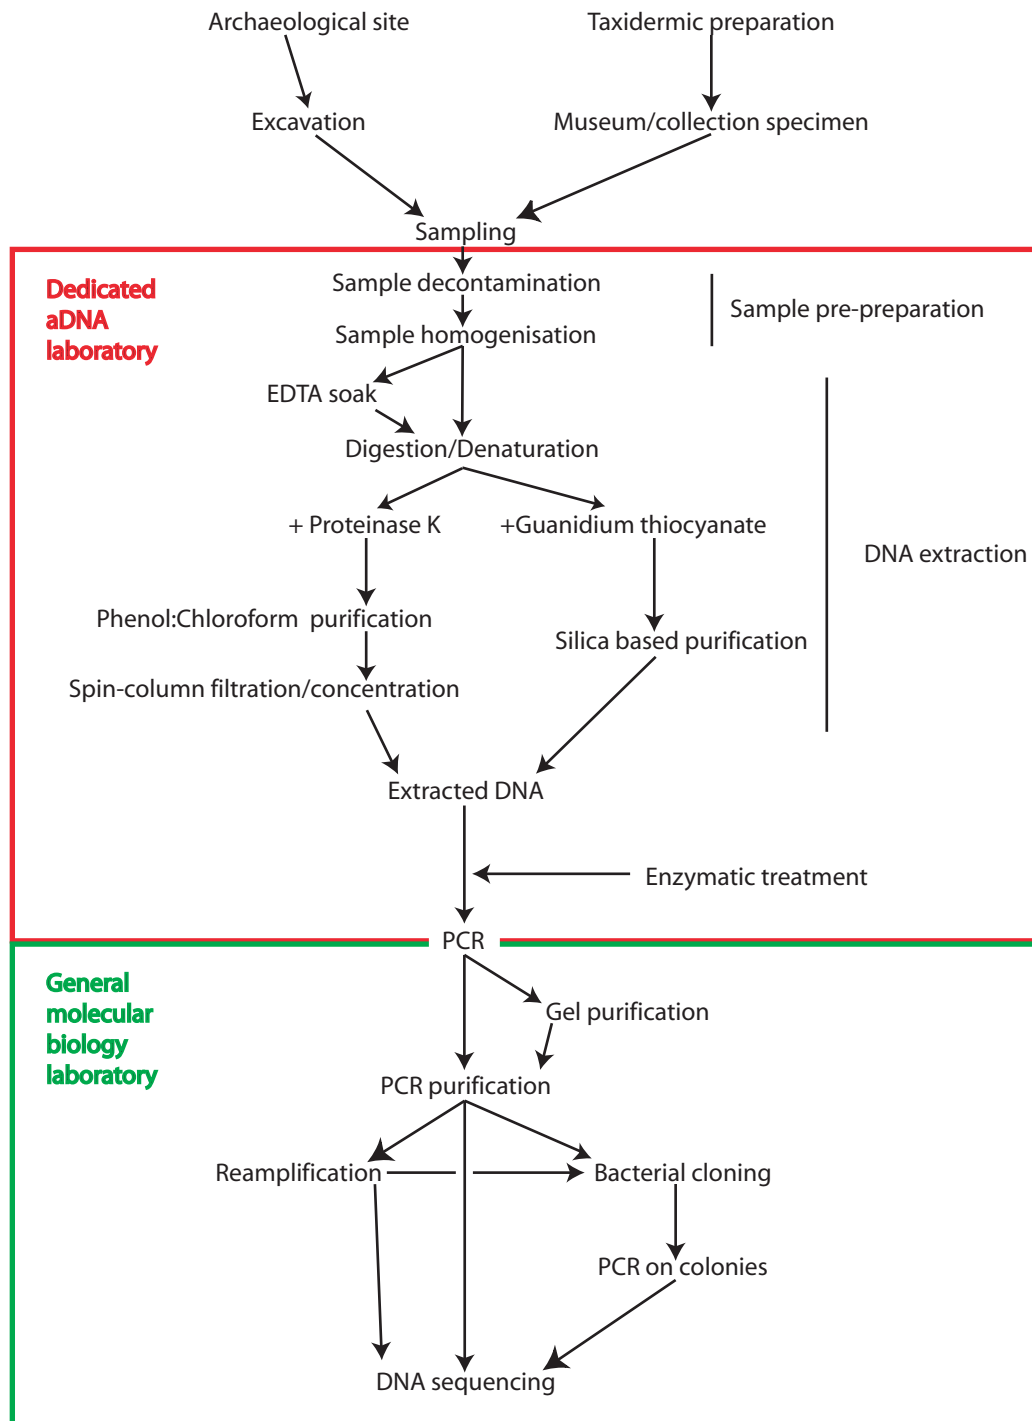 Archaeological site
Taxidermic preparation
Excavation
Museum/collection specimen
Sampling
Dedicated
aDNA
laboratory
Sample decontamination
Sample pre-preparation
Sample homogenisation
EDTA soak
Digestion/Denaturation
+ Proteinase K
+Guanidium thiocyanate
DNA extraction
Phenol:Chloroform purification
Silica based purification
Spin-column filtration/concentration
Extracted DNA
Enzymatic treatment
PCR
General
molecular
biology
laboratory
Gel purification
PCR purification
Reamplification
Bacterial cloning
PCR on colonies
DNA sequencing